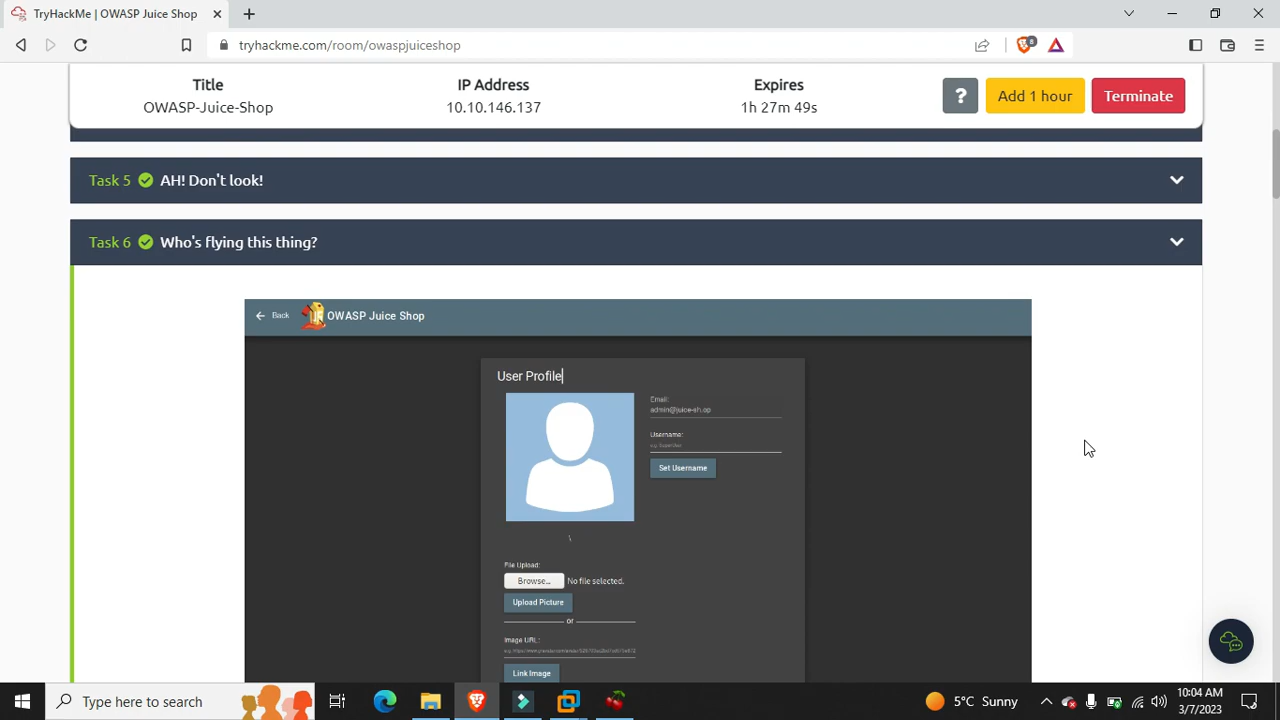 TryHackMe | OWASP Juice Shop
tryhackme.com/room/owaspjuiceshop
8
Title
OWASP-Juice-Shop
IP Address
10.10.146.137
Expires
1h 27m 49s
?
Add 1 hour
Terminate
Task 5 AH! Don't look!
Task 6 Who's flying this thing?
Back
OWASP Juice Shop
User Profile
Email:
admin@juice-sh.op
Username:
e.g. SuperUser
Set Username
\
File Upload:
Browse... No file selected.
Upload Picture
or
Image URL:
Link Image
Type here to search
5°C Sunny
10:04 AM
3/7/2023